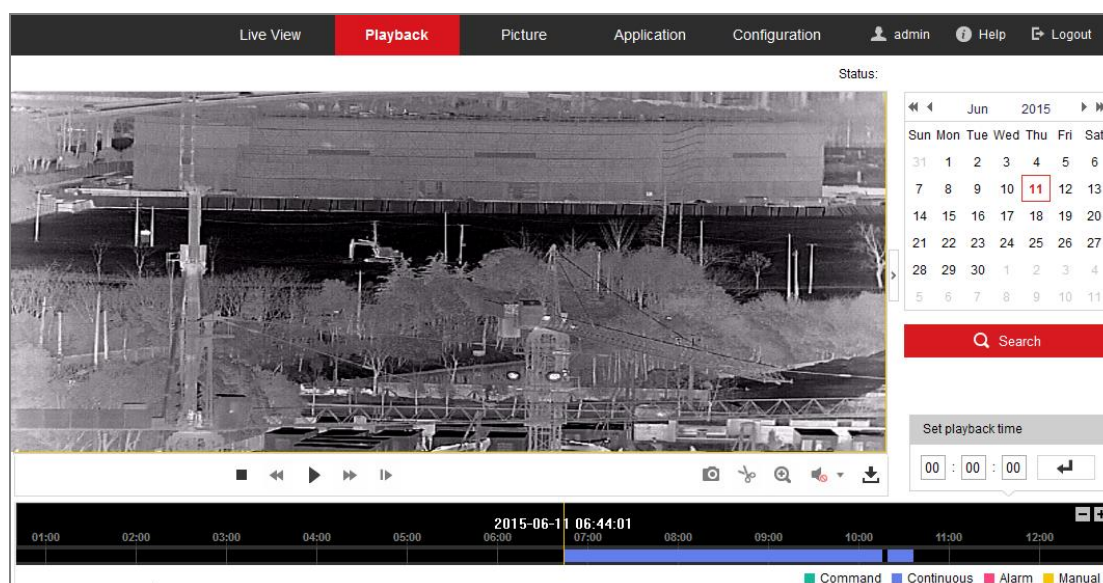 Live View Playback Picture Application Configuration admin Help Logout
Status:
Jun 2015
Sun Mon Tue Wed Thu Fri Sat
31 1 2 3 4 5 6
7 8 9 10 11 12 13
14 15 16 17 18 19 20
21 22 23 24 25 26 27
28 29 30 1 2 3 4
5 6 7 8 9 10 11
Search
Set playback time
00 : 00 : 00
2015-06-11 06:44:01
01:00 02:00 03:00 04:00 05:00 06:00 07:00 08:00 09:00 10:00 11:00 12:00
Command Continuous Alarm Manual